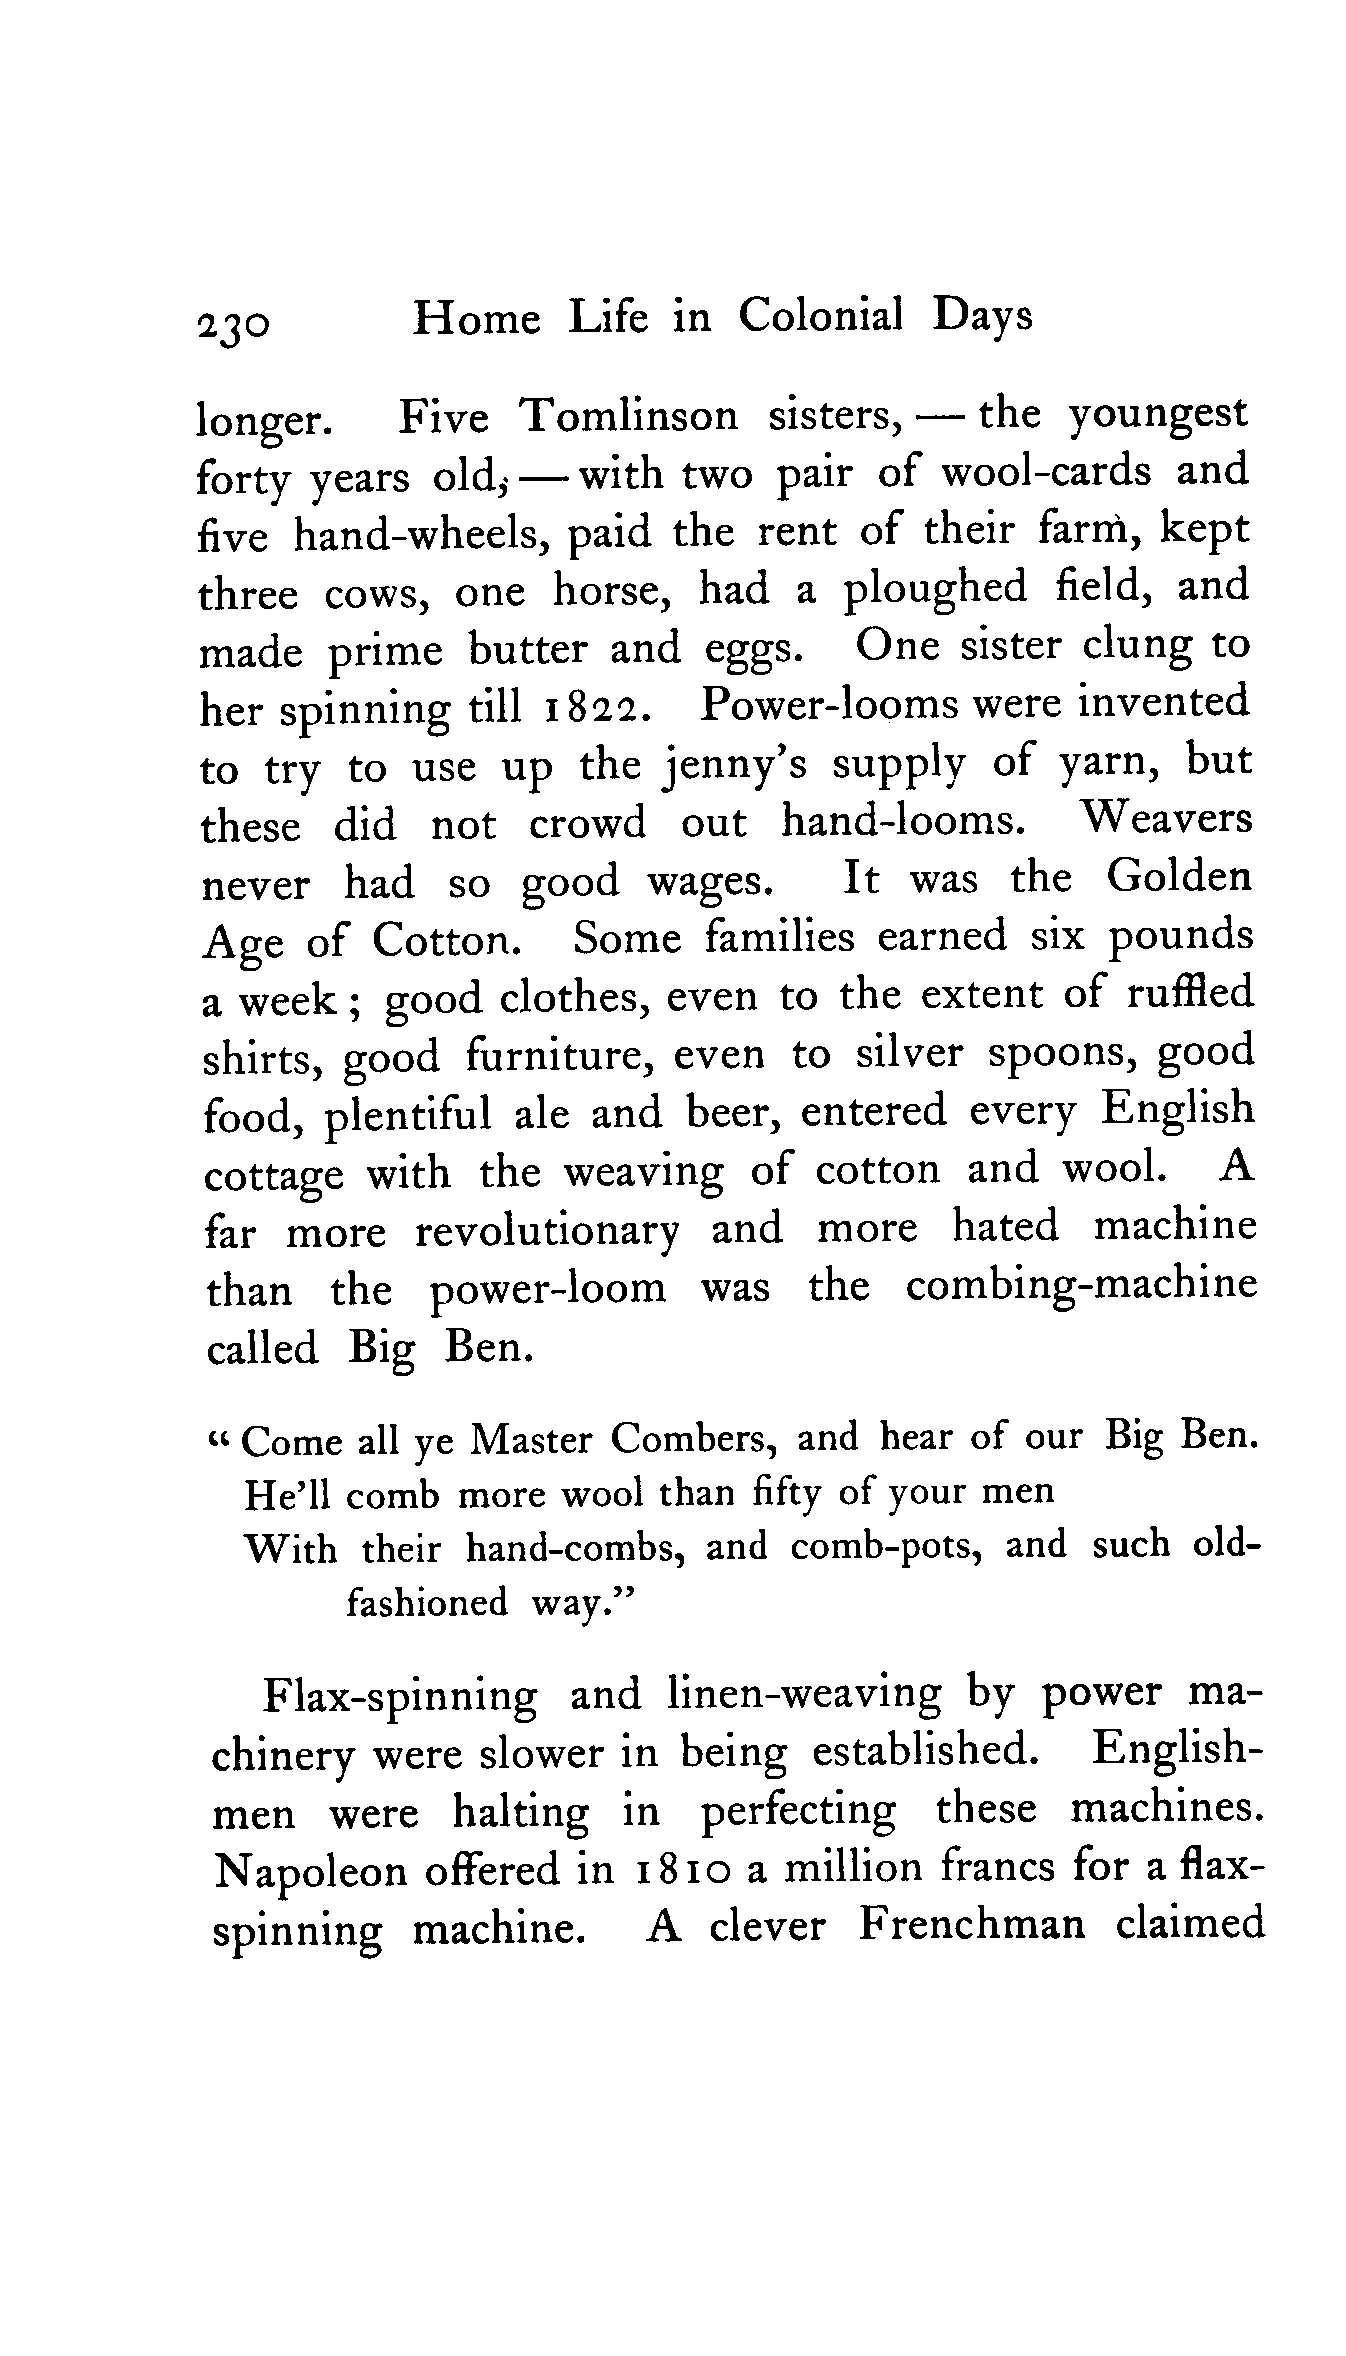 230 Home Life in Colonial Days
longer. Five Tomlinson sisters, — the youngest
forty years old, — with two pair of wool-cards and
five hand-wheels, paid the rent of their farm, kept
three cows, one horse, had a ploughed field, and
made prime butter and eggs. One sister clung to
her spinning till 1822. Power-looms were invented
to try to use up the jenny's supply of yarn, but
these did not crowd out hand-looms. Weavers
never had so good wages. It was the Golden
Age of Cotton. Some families earned six pounds
a week; good clothes, even to the extent of ruffled
shirts, good furniture, even to silver spoons, good
food, plentiful ale and beer, entered every English
cottage with the weaving of cotton and wool. A
far more revolutionary and more hated machine
than the power-loom was the combing-machine
called Big Ben.
"Come all ye Master Combers, and hear of our Big Ben.
He'll comb more wool than fifty of your men
With their hand-combs, and comb-pots, and such old-
fashioned way."
Flax-spinning and linen-weaving by power ma-
chinery were slower in being established. English-
men were halting in perfecting these machines.
Napoleon offered in 1810 a million francs for a flax-
spinning machine. A clever Frenchman claimed